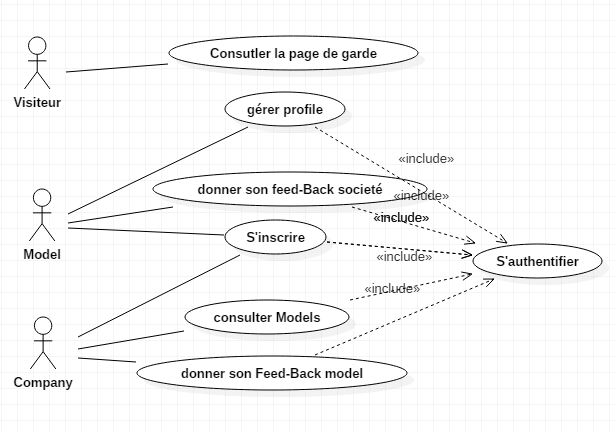 Consutler la page de garde
Visiteur
gérer profile
«include»
donner son feed-Back societé
«include»
«include»
S'inscrire
Model
«include»
S'authentifier
«include»
consulter Models
donner son Feed-Back model
Company